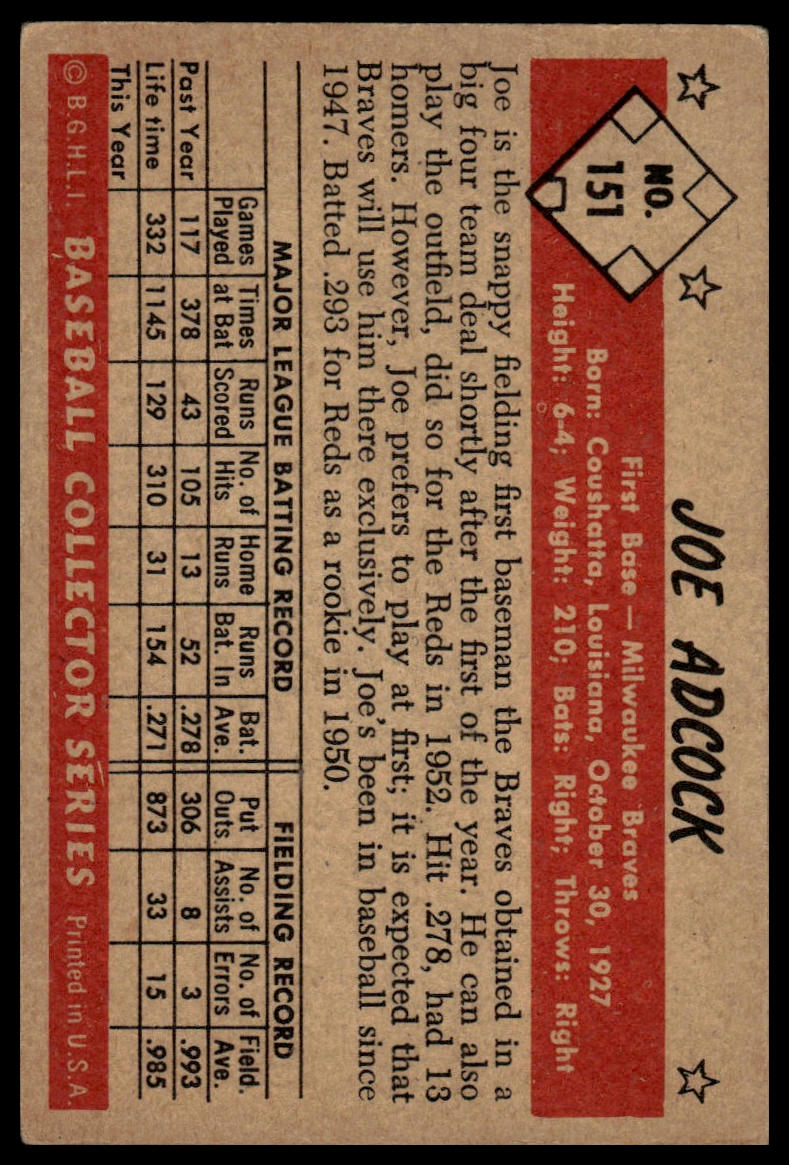 JOE ADCOCK
NO.
151
First Base — Milwaukee Braves
Born: Coushatta, Louisiana, October 30, 1927
Height: 6-4; Weight: 210; Bats: Right; Throws: Right
Joe is the snappy fielding first baseman the Braves obtained in a
big four team deal shortly after the first of the year. He can also
play the outfield, did so for the Reds in 1952. Hit .278, had 13
homers. However, Joe prefers to play at first; it is expected that
Braves will use him there exclusively. Joe's been in baseball since
1947. Batted .293 for Reds as a rookie in 1950.
MAJOR LEAGUE BATTING RECORD FIELDING RECORD
Games Times Runs No. of Home Runs Bat. Put No. of No. of Field.
Played at Bat Scored Hits Runs Bat. In Ave. Outs Assists Errors Ave.
Past Year 117 378 43 105 13 52 .278 306 8 3 .993
Life time 332 1145 129 310 31 154 .271 873 33 15 .985
This Year
© B.G.H.L.I. BASEBALL COLLECTOR SERIES Printed in U.S.A.